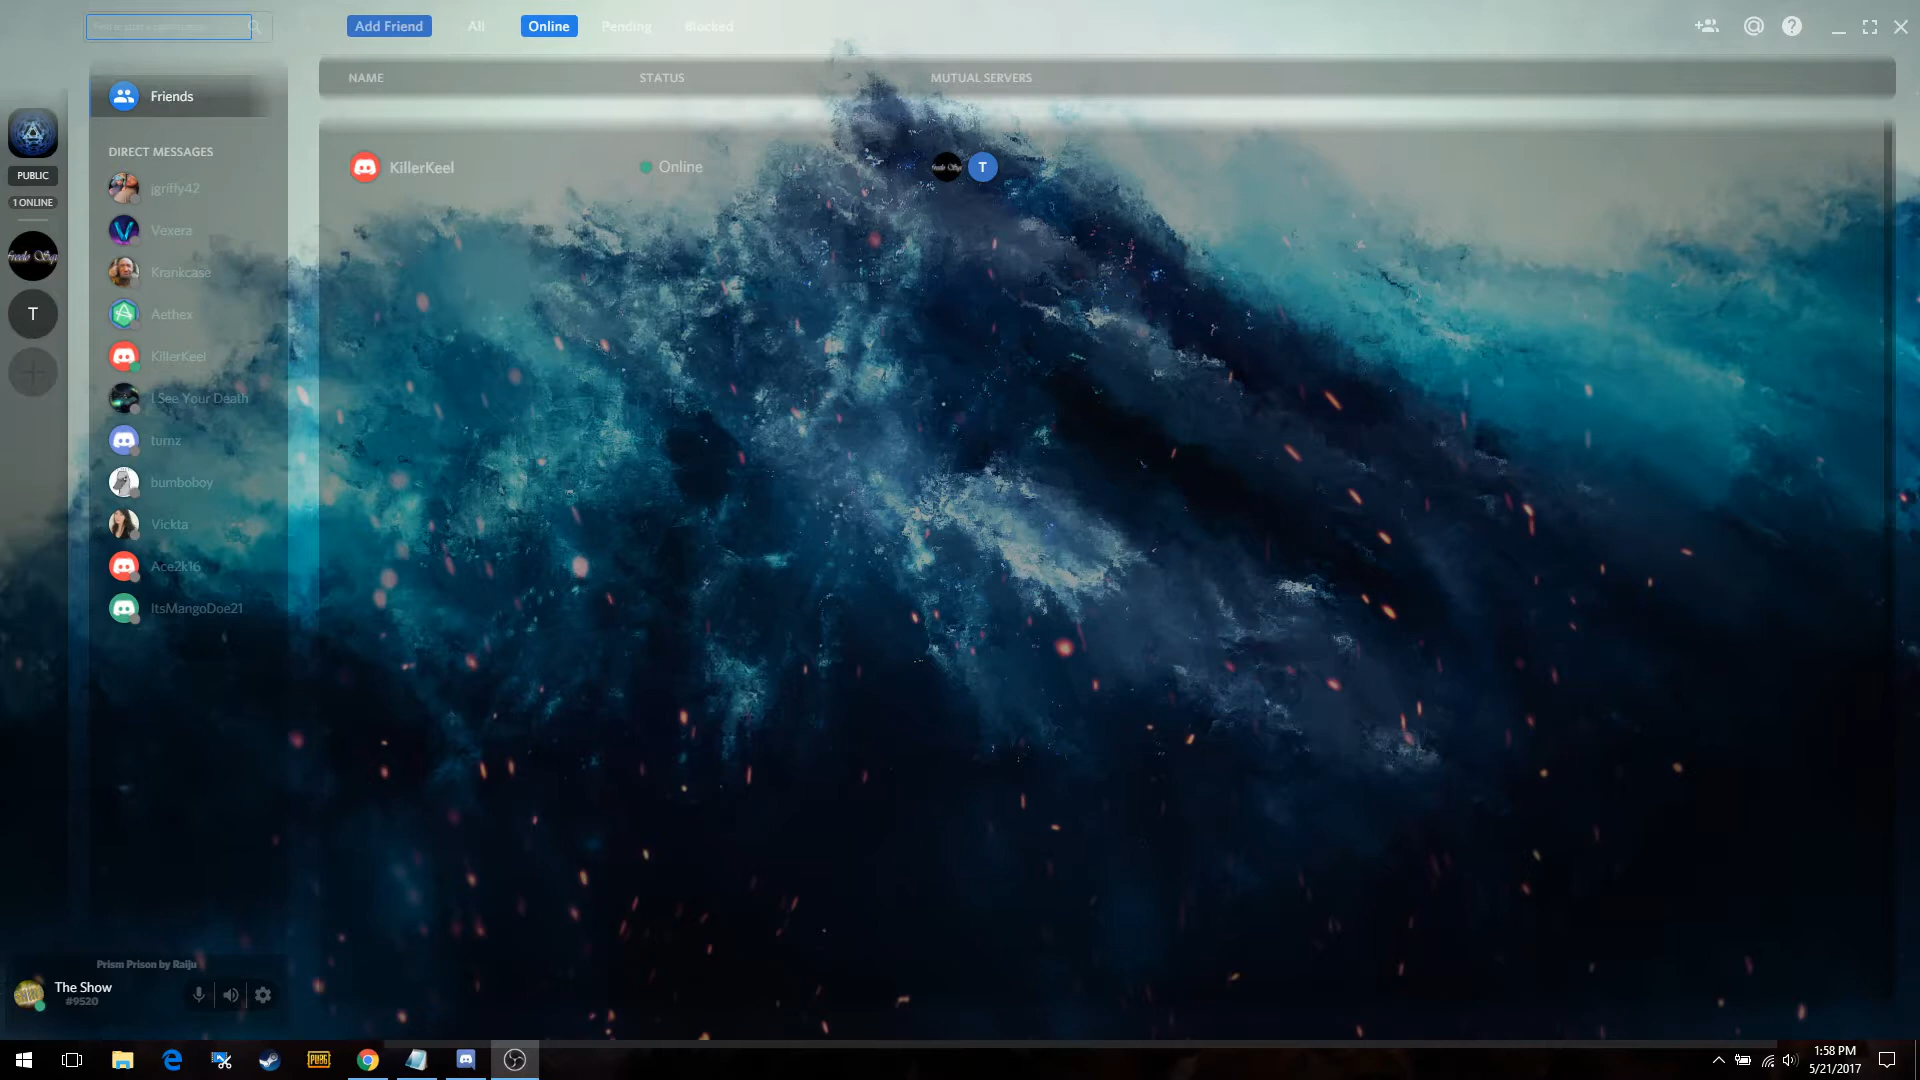 Add Friend
All
Online
Pending
Blocked
NAME
STATUS
MUTUAL SERVERS
Friends
DIRECT MESSAGES
PUBLIC
1 ONLINE
T
jgriffy42
Vexera
Krankcase
Aethex
KillerKeel
I See Your Death
turnz
bumboboy
Vickta
Ace2k16
ItsMangoDoe21
KillerKeel
Online
T
Prism Prison by Raiju
The Show
#9520
PUBG
1:58 PM
5/21/2017